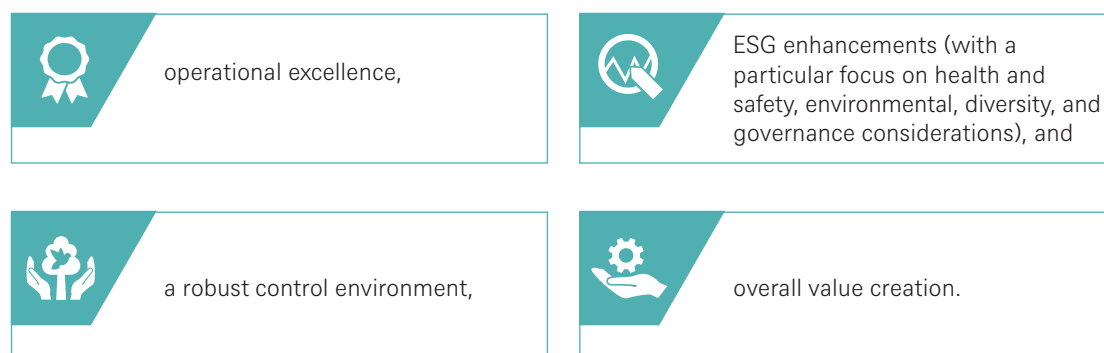 operational excellence,
a robust control environment,
ESG enhancements (with a
particular focus on health and
safety, environmental, diversity, and
governance considerations), and
overall value creation.